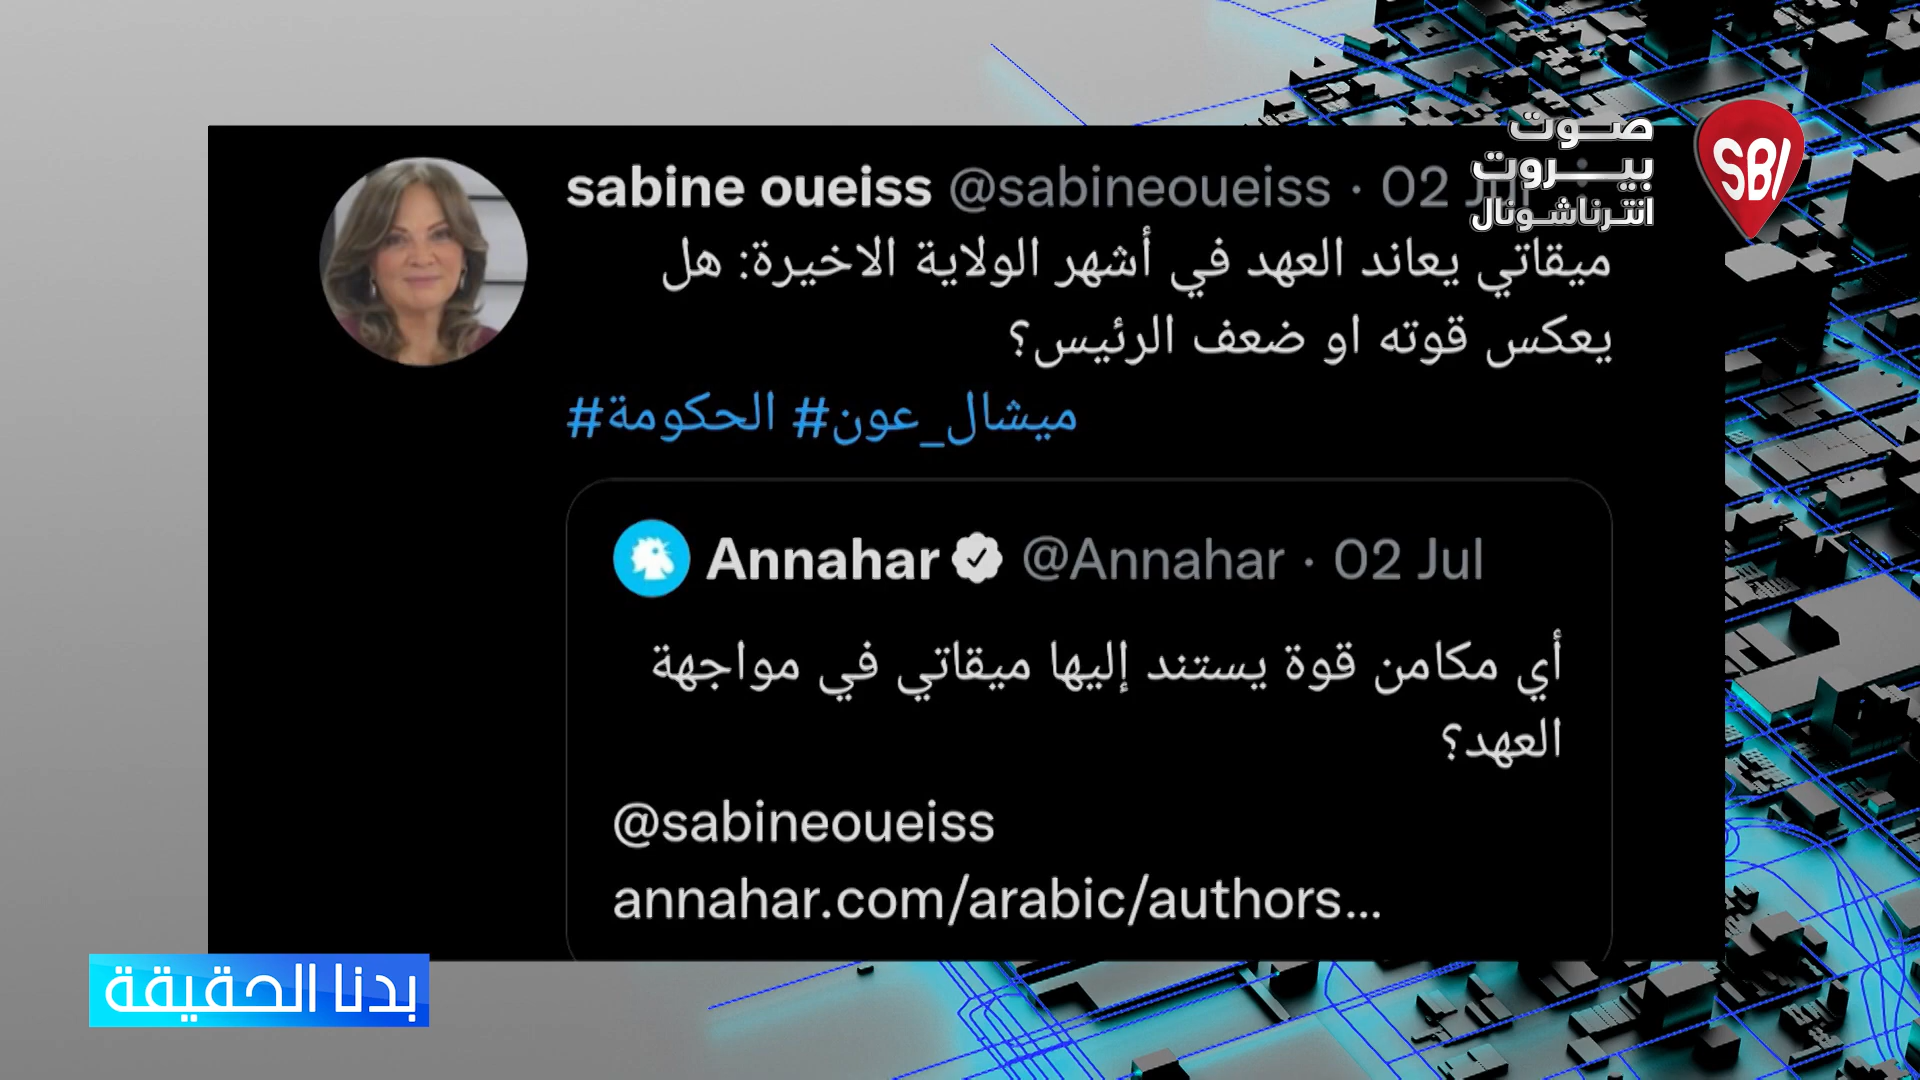 صوت
بيروت
انترناشونال
SBI
sabine oueiss @sabineoueiss · 02 Jul
ميقاتي يعاند العهد في أشهر الولاية الاخيرة: هل
يعكس قوته او ضعف الرئيس؟
#ميشال_عون #الحكومة
Annahar @Annahar · 02 Jul
أي مكامن قوة يستند إليها ميقاتي في مواجهة
العهد؟
@sabineoueiss
annahar.com/arabic/authors...
بدنا الحقيقة